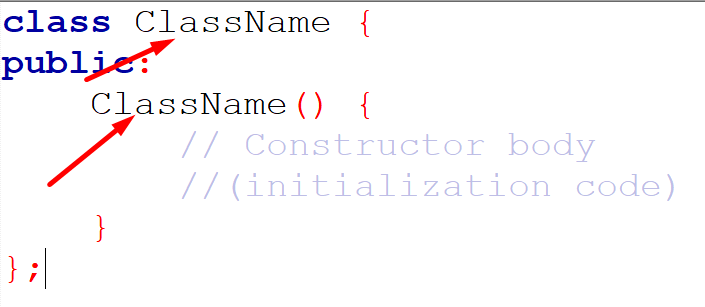 class ClassName {
public:
ClassName() {
// Constructor body
//(initialization code)
}
};